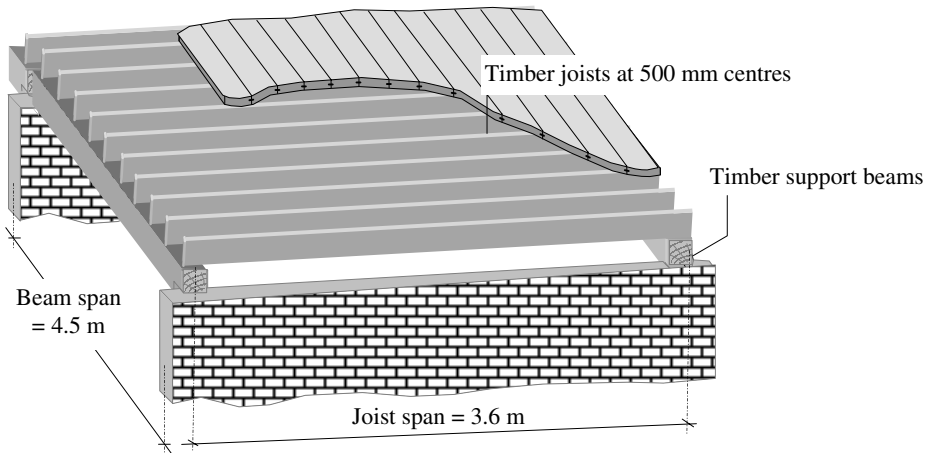 Timber joists at 500 mm centres
Timber support beams
Beam span
= 4.5 m
Joist span = 3.6 m